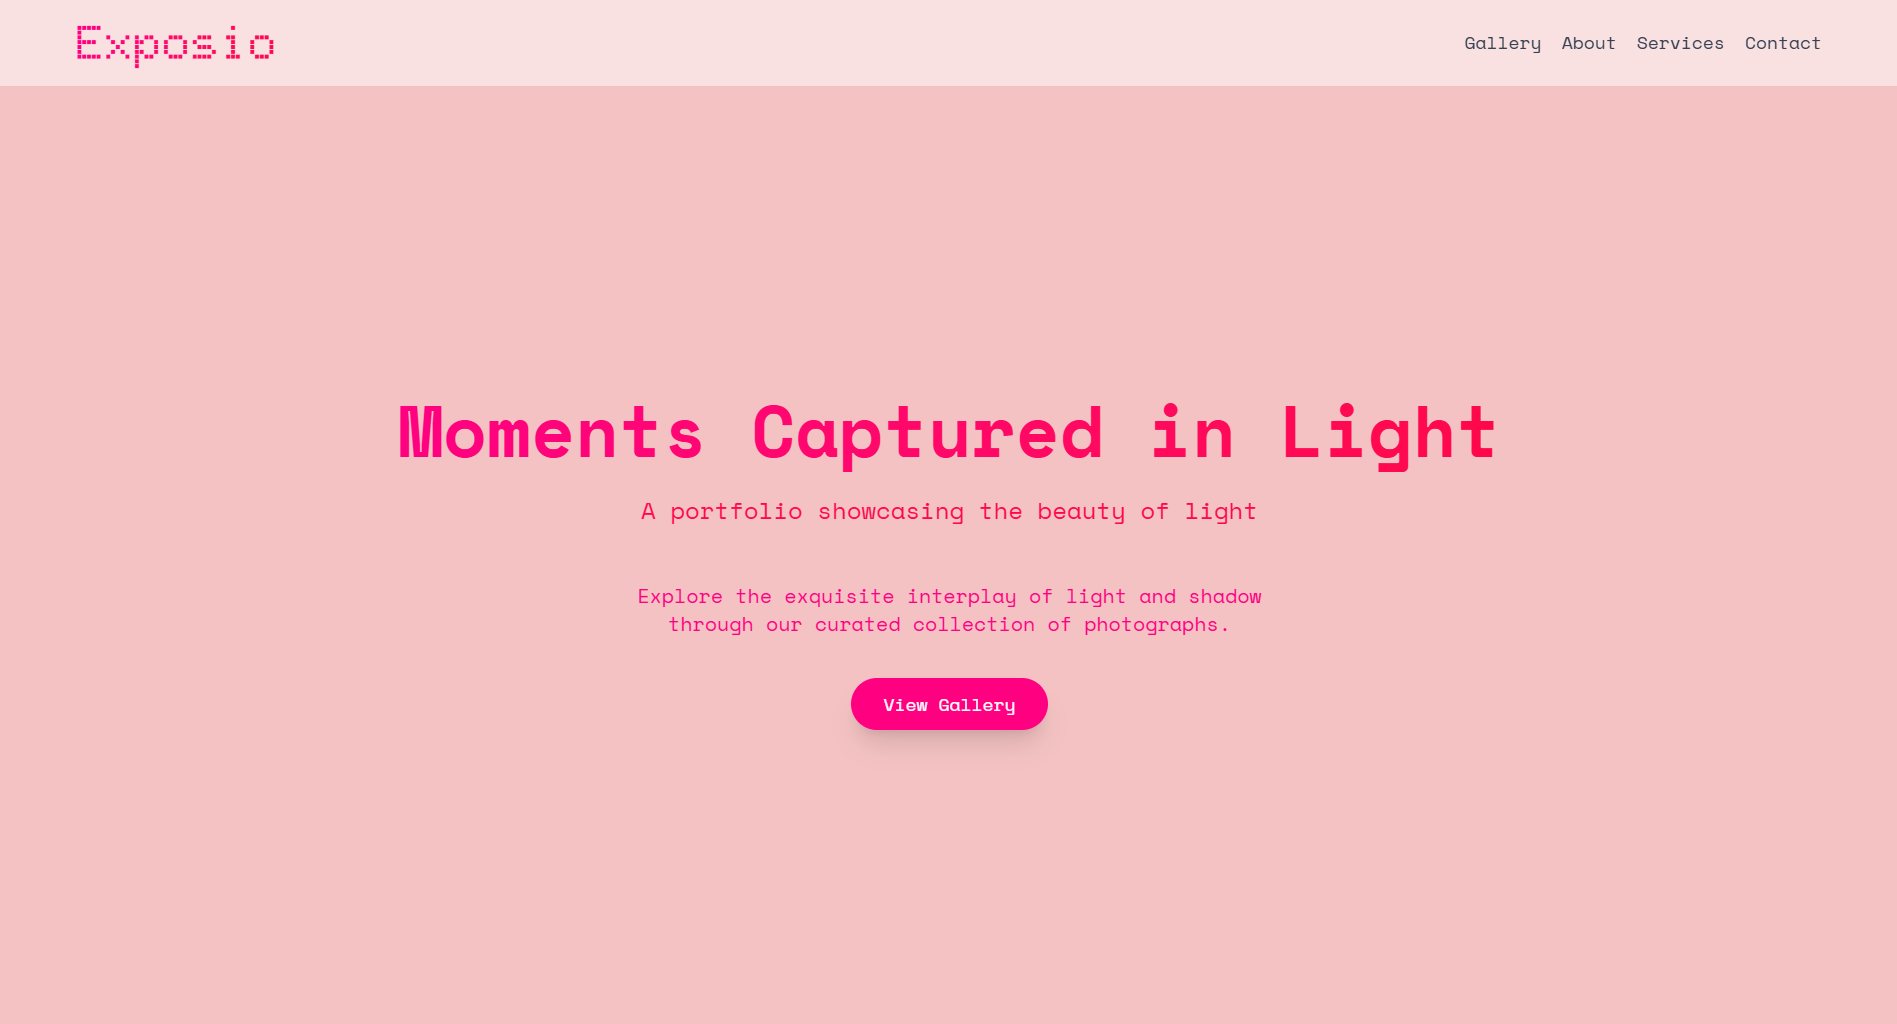 Exposio
Gallery About Services Contact
Moments Captured in Light
A portfolio showcasing the beauty of light
Explore the exquisite interplay of light and shadow
through our curated collection of photographs.
View Gallery